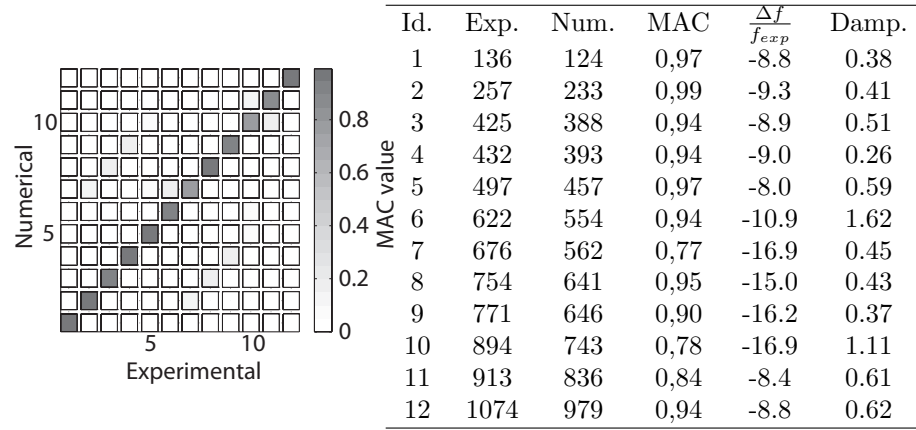 Numerical
10
5
5
10
Experimental
0.8
0.6
0.4
0.2
0
MAC value
Id. Exp. Num. MAC Δf/f_exp Damp.
1 136 124 0,97 -8.8 0.38
2 257 233 0,99 -9.3 0.41
3 425 388 0,94 -8.9 0.51
4 432 393 0,94 -9.0 0.26
5 497 457 0,97 -8.0 0.59
6 622 554 0,94 -10.9 1.62
7 676 562 0,77 -16.9 0.45
8 754 641 0,95 -15.0 0.43
9 771 646 0,90 -16.2 0.37
10 894 743 0,78 -16.9 1.11
11 913 836 0,84 -8.4 0.61
12 1074 979 0,94 -8.8 0.62